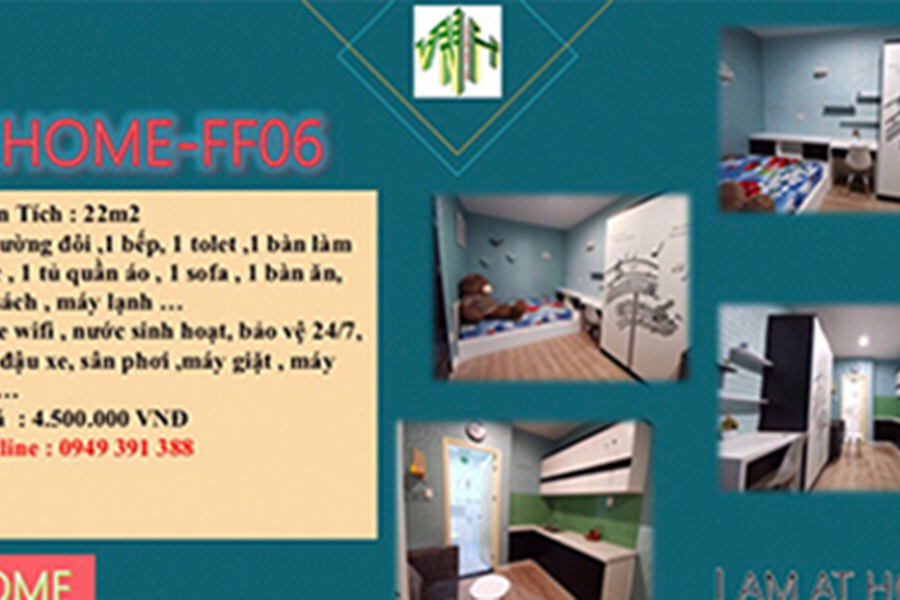 HOME-FF06
n Tích : 22m2
ường đôi ,1 bếp, 1 tolet ,1 bàn làm
, 1 tủ quần áo , 1 sofa , 1 bàn ăn,
sách , máy lạnh …
e wifi , nước sinh hoạt, bảo vệ 24/7,
đậu xe, sân phơi ,máy giặt , máy
…
: 4.500.000 VNĐ
line : 0949 391 388
OME
I AM AT HO